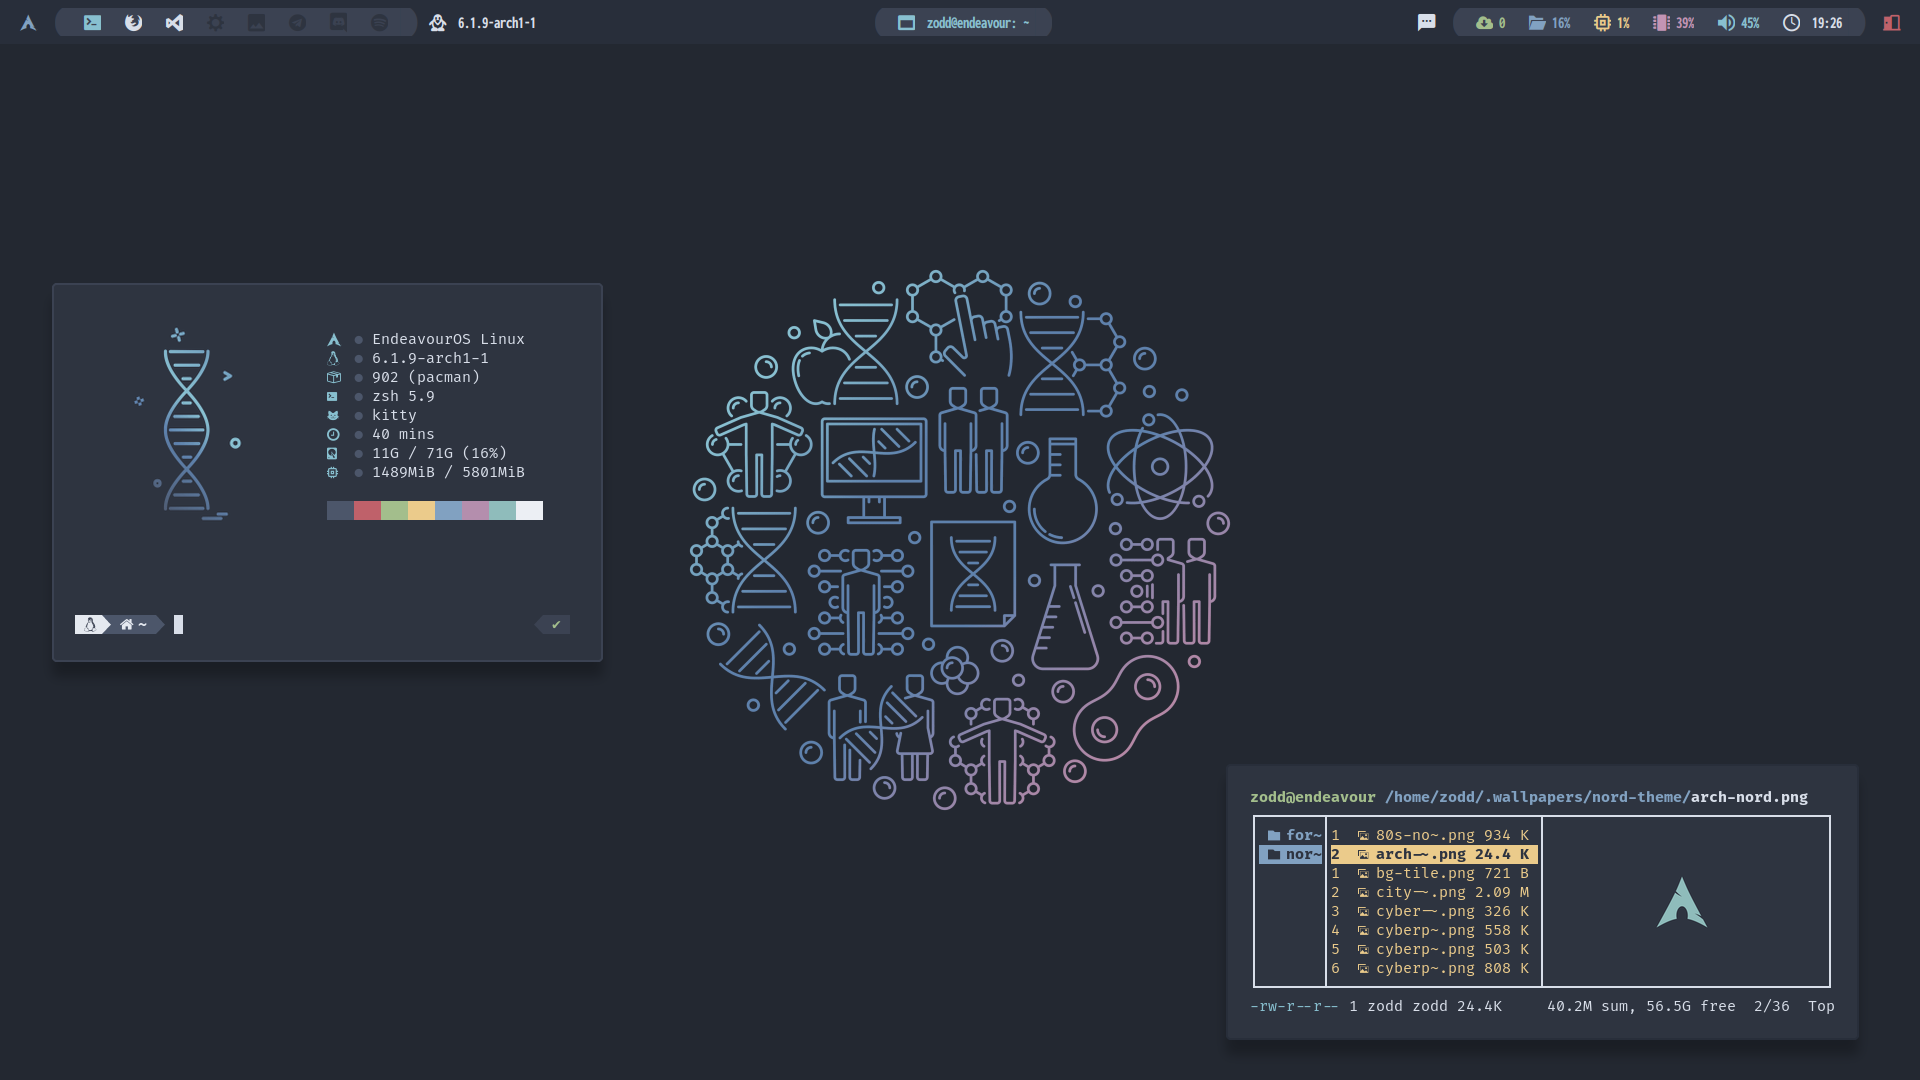 6.1.9-arch1-1
zodd@endeavour: ~
0 16% 1% 39% 45% 19:26
EndeavourOS Linux
6.1.9-arch1-1
902 (pacman)
zsh 5.9
kitty
40 mins
11G / 71G (16%)
1489MiB / 5801MiB
~
zodd@endeavour /home/zodd/.wallpapers/nord-theme/arch-nord.png
for~ 1 80s-no~.png 934 K
nor~ 2 arch-~.png 24.4 K
1 bg-tile.png 721 B
2 city-~.png 2.09 M
3 cyber-~.png 326 K
4 cyberp~.png 558 K
5 cyberp~.png 503 K
6 cyberp~.png 808 K
-rw-r--r-- 1 zodd zodd 24.4K 40.2M sum, 56.5G free 2/36 Top